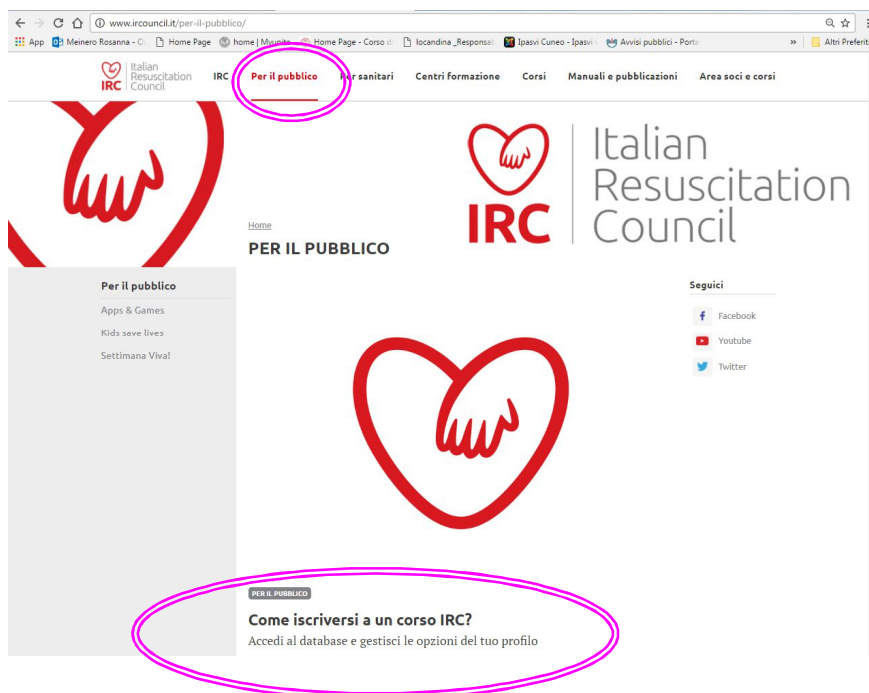 www.ircouncil.it/per-il-pubblico/
App Meinero Rosanna - Home Page home | Myunito Home Page - Corso d locandina _Responsa Ipasvi Cuneo - Ipasvi Avvisi pubblici - Porta » Altri Preferiti
Italian Resuscitation Council
IRC
IRC Per il pubblico Per sanitari Centri formazione Corsi Manuali e pubblicazioni Area soci e corsi
Italian
Resuscitation
Council
IRC
Home
PER IL PUBBLICO
Per il pubblico
Apps & Games
Kids save lives
Settimana Viva!
Seguici
Facebook
Youtube
Twitter
PER IL PUBBLICO
Come iscriversi a un corso IRC?
Accedi al database e gestisci le opzioni del tuo profilo